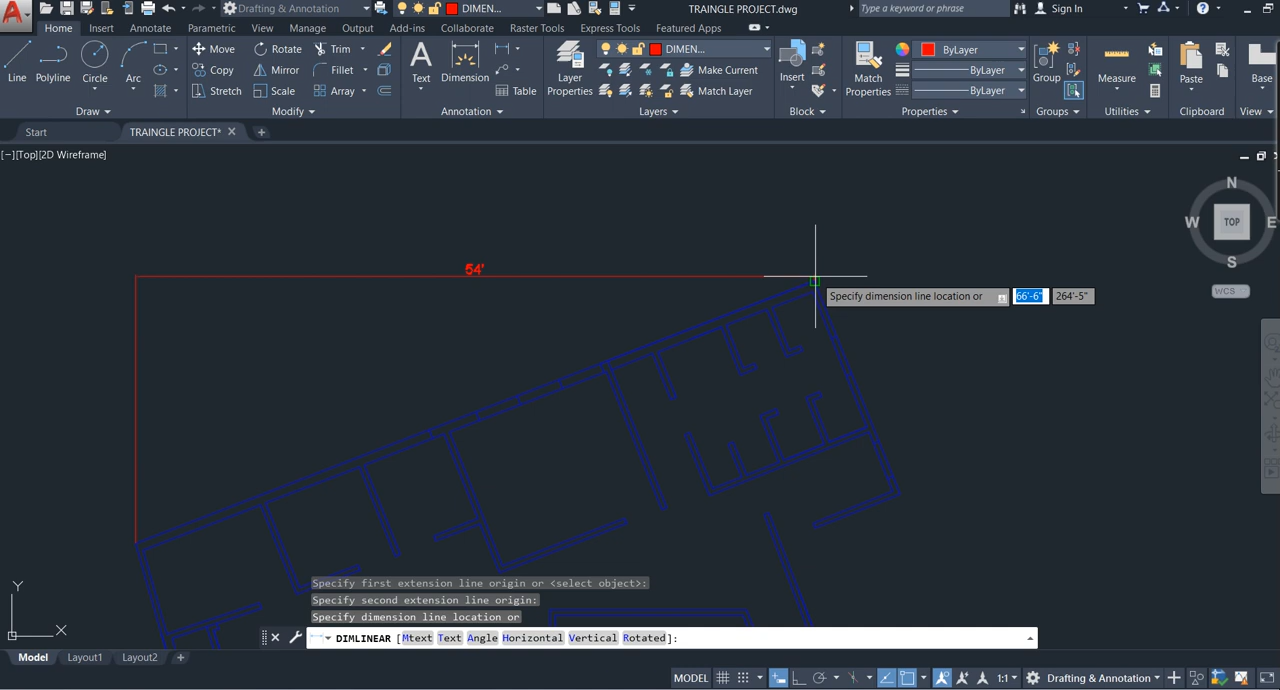 Drafting & Annotation
DIMEN...
TRAINGLE PROJECT.dwg
Type a keyword or phrase
Sign In
Home Insert Annotate Parametric View Manage Output Add-ins Collaborate Raster Tools Express Tools Featured Apps
Line Polyline Circle Arc
Move Rotate Trim
Copy Mirror Fillet
Stretch Scale Array
Text Dimension Table
Layer Properties
DIMEN...
Make Current
Match Layer
Insert
Match Properties
ByLayer
ByLayer
ByLayer
Group
Measure
Paste
Base
Draw Modify Annotation Layers Block Properties Groups Utilities Clipboard View
Start TRAINGLE PROJECT*
[−][Top][2D Wireframe]
N
W TOP E
S
WCS
54'
Specify dimension line location or 66'-6" 264'-5"
Specify first extension line origin or <select object>:
Specify second extension line origin:
Specify dimension line location or
DIMLINEAR [Mtext Text Angle Horizontal Vertical Rotated]:
Y
X
Model Layout1 Layout2 +
MODEL 1:1 Drafting & Annotation